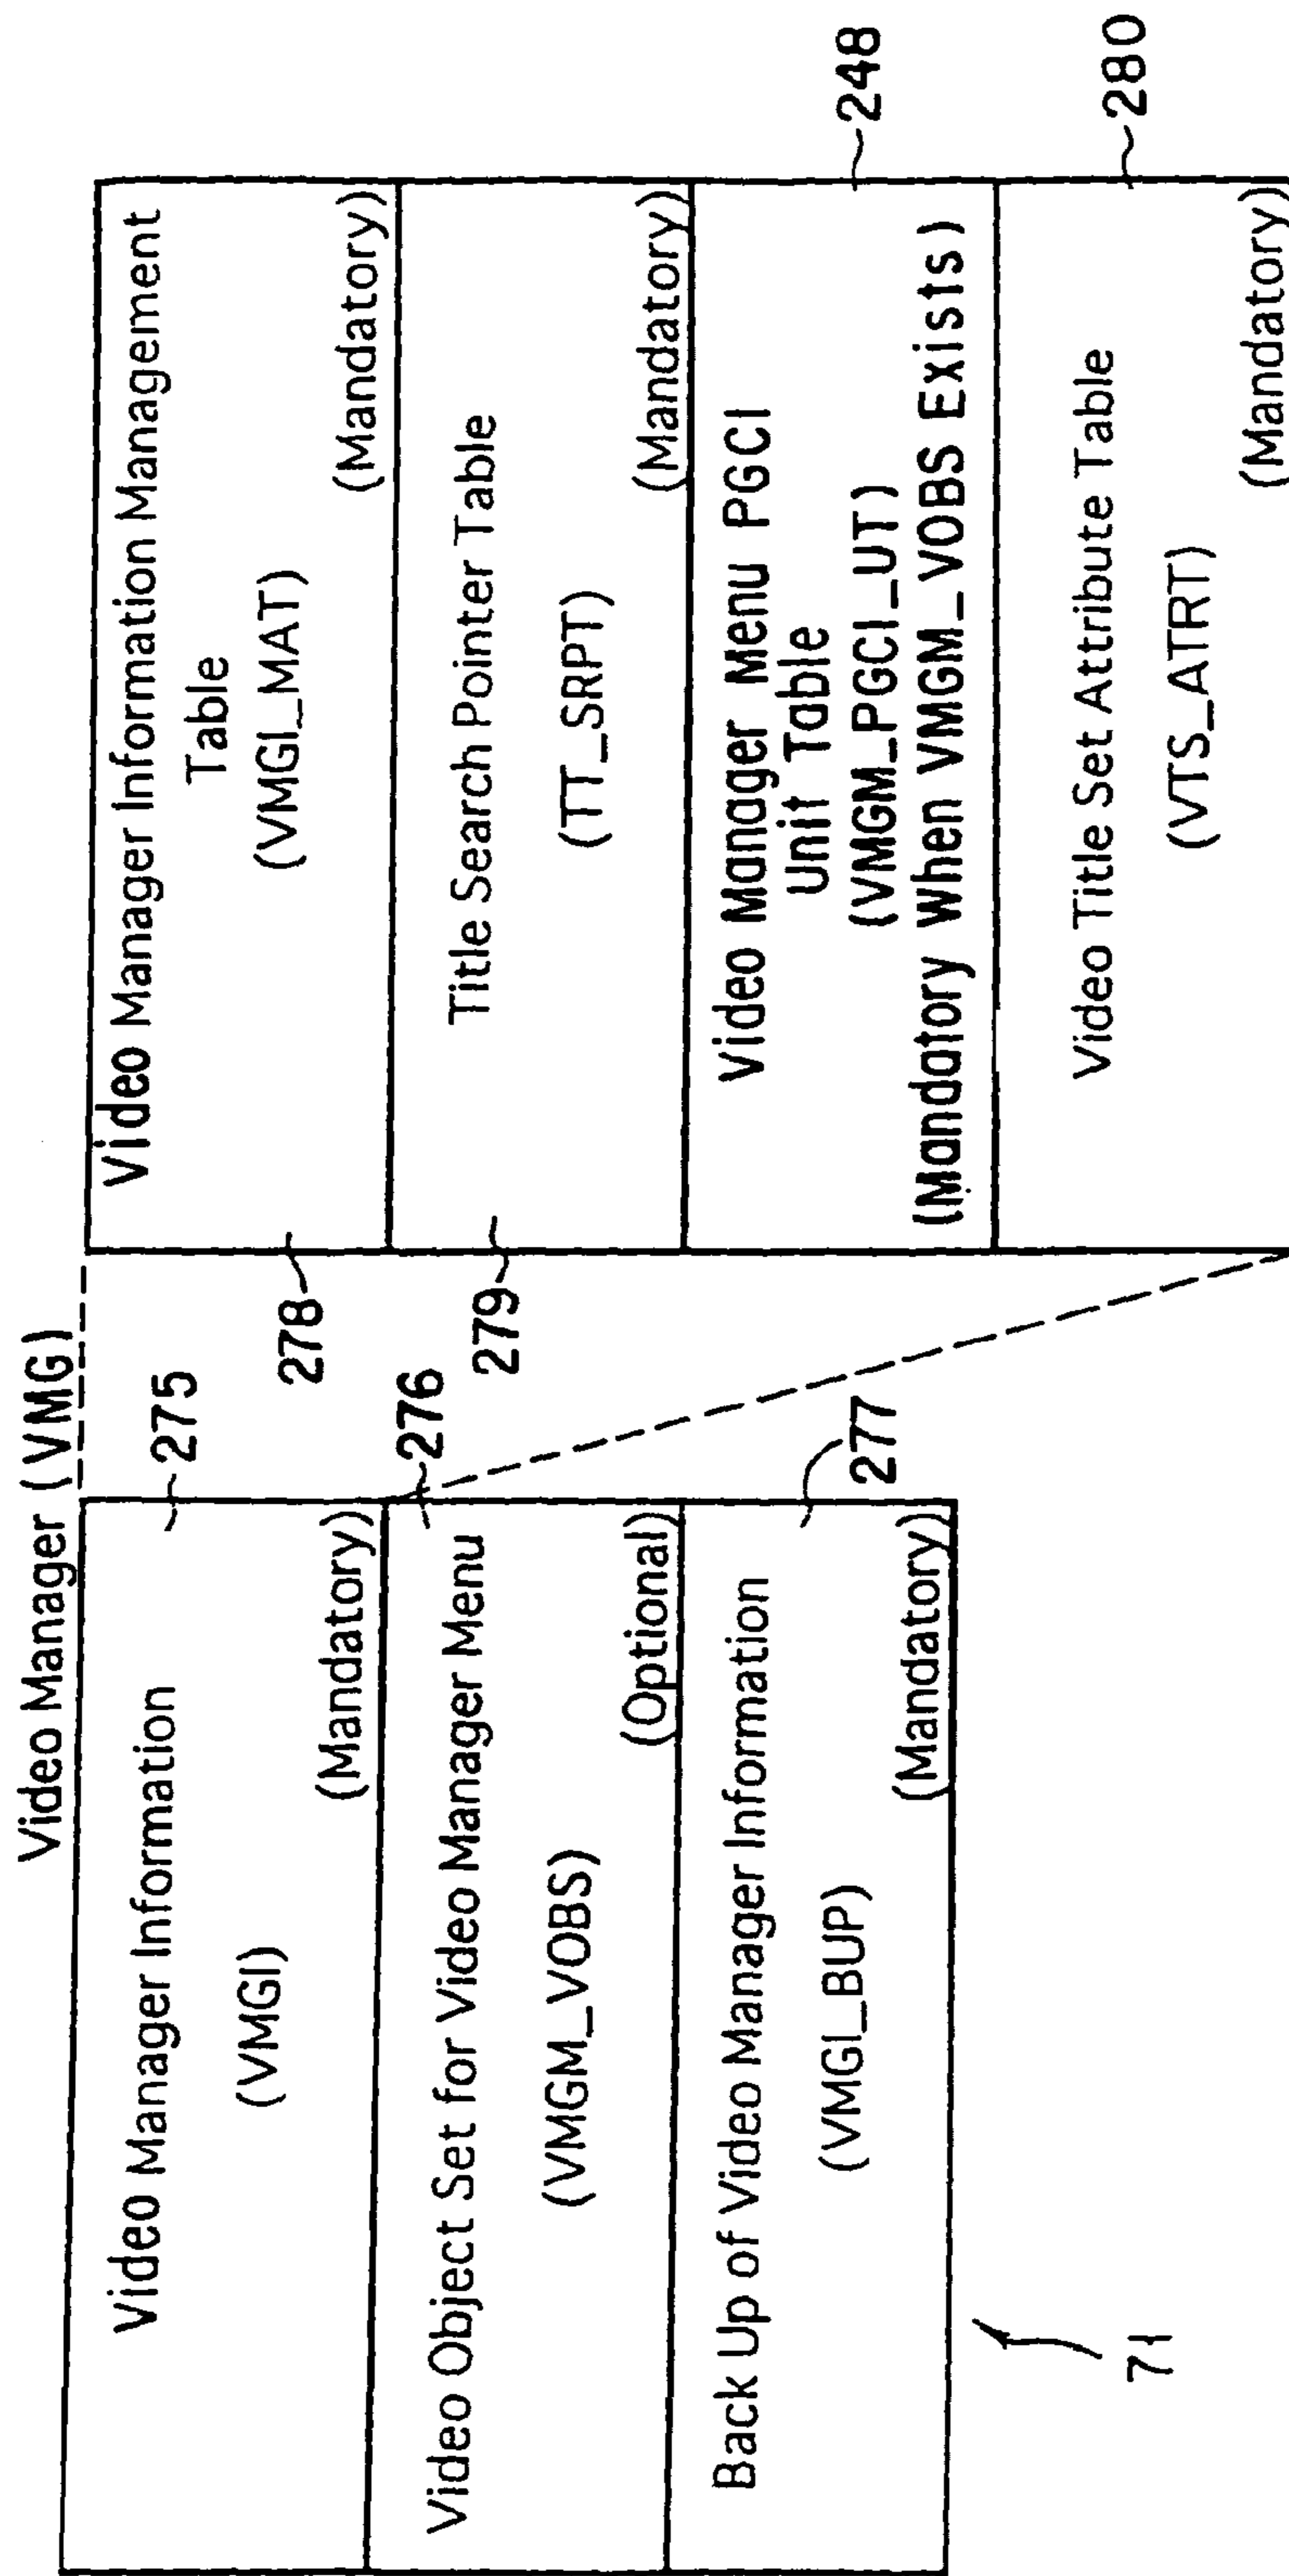 Video Manager (VMG)
Video Manager Information
(VMGI)
(Mandatory)
275
Video Object Set for Video Manager Menu
(VMGM_VOBS)
(Optional)
276
Back Up of Video Manager Information
(VMGI_BUP)
(Mandatory)
277
71
Video Manager Information Management
Table
(VMGI_MAT)
(Mandatory)
278
Title Search Pointer Table
(TT_SRPT)
(Mandatory)
279
Video Manager Menu PGCI
Unit Table
(VMGM_PGCI_UT)
(Mandatory When VMGM_VOBS Exists)
248
Video Title Set Attribute Table
(VTS_ATRT)
(Mandatory)
280